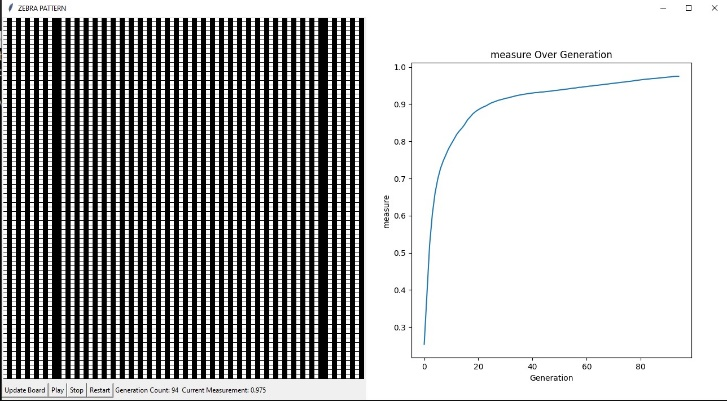 ZEBRA PATTERN
measure Over Generation
1.0
0.9
0.8
0.7
0.6
0.5
0.4
0.3
measure
0 20 40 60 80
Generation
Update Board Play Stop Restart Generation Count: 94 Current Measurement: 0.975